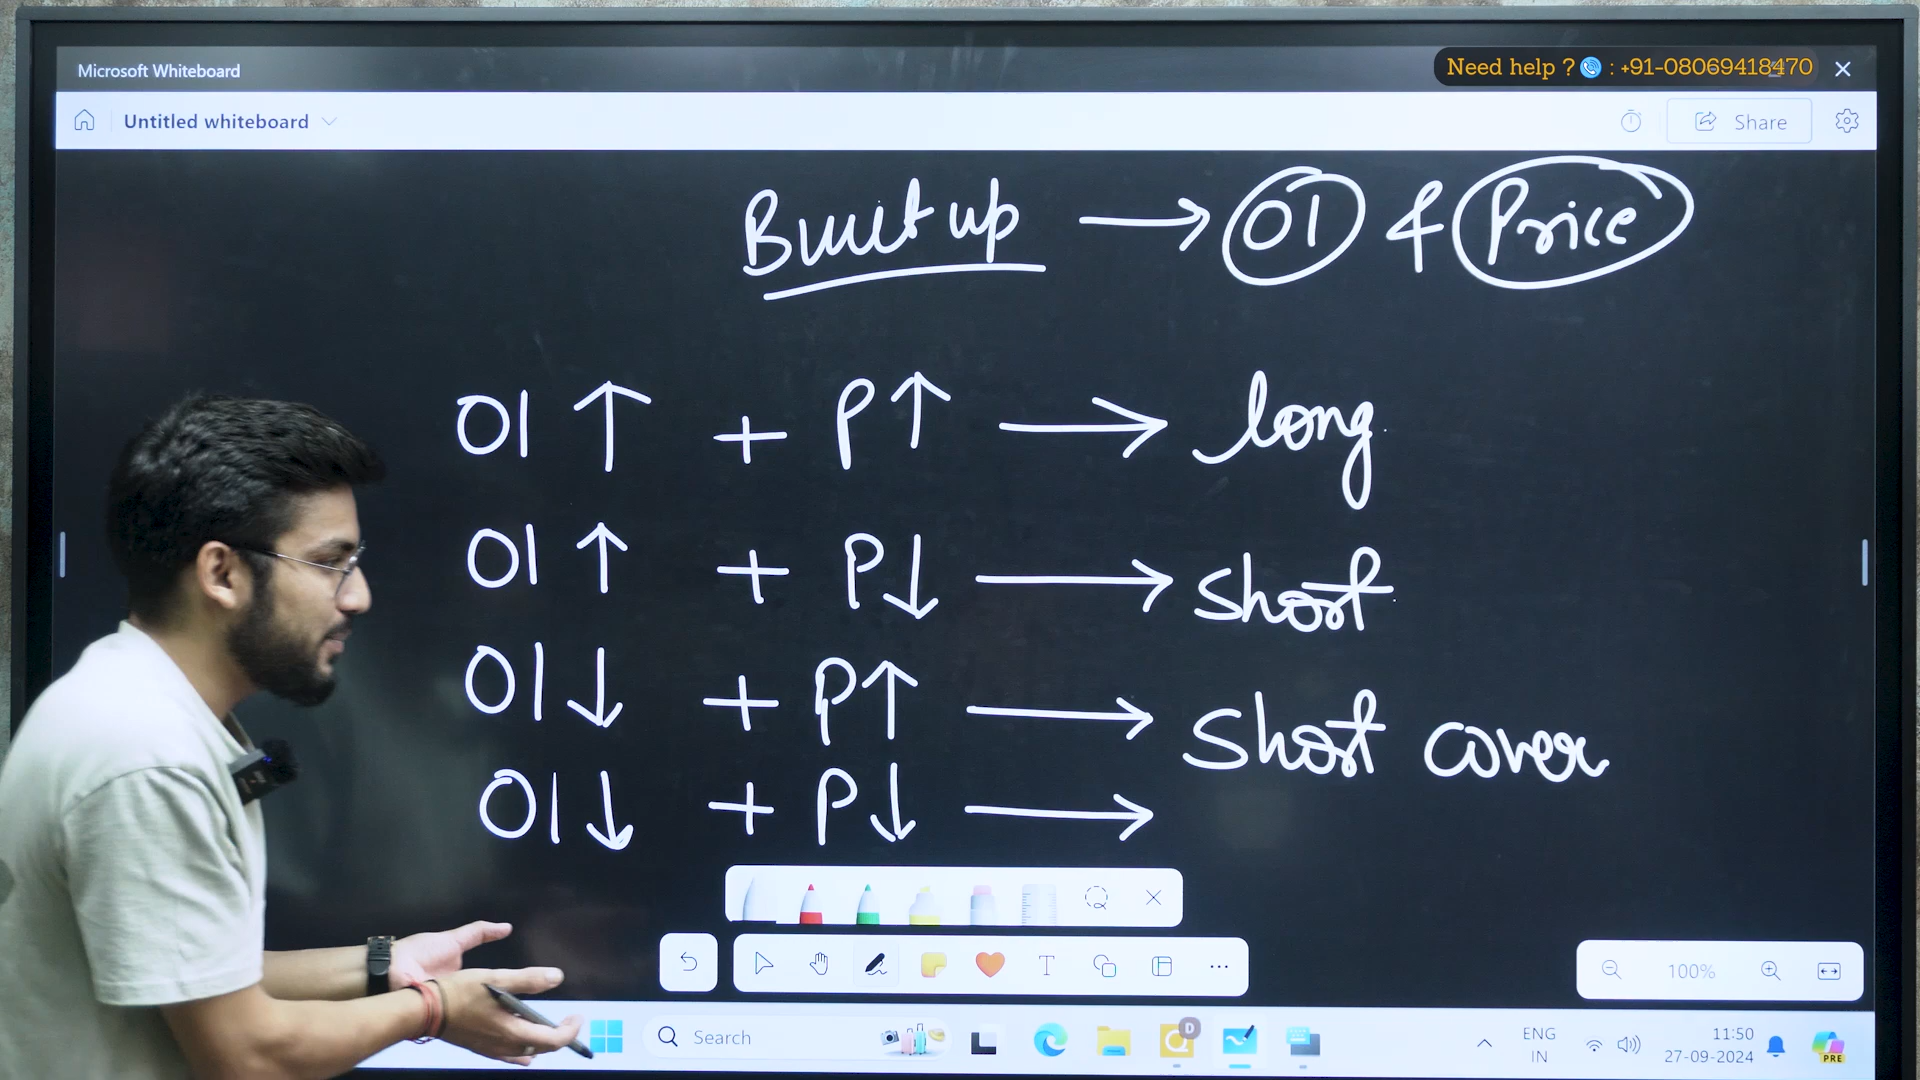 Microsoft Whiteboard
Need help ? : +91-08069418470
Untitled whiteboard
Share
Built up → OI & Price
OI ↑ + P ↑ → long
OI ↑ + P ↓ → short
OI ↓ + P ↑ → short cover
OI ↓ + P ↓ →
T
100%
Search
D
ENG
IN
11:50
27-09-2024
PRE